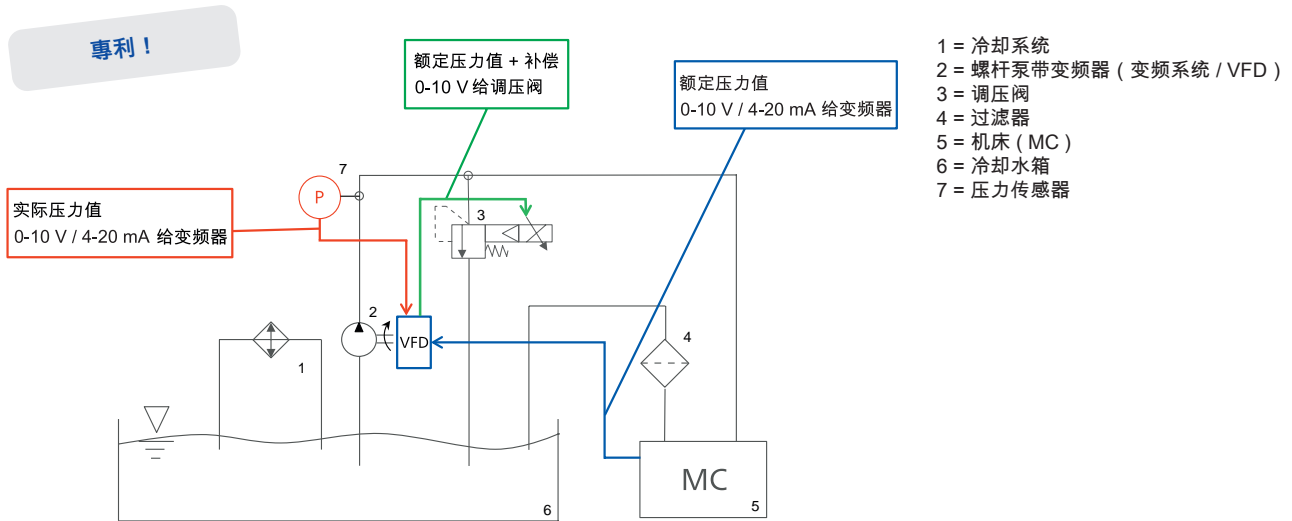 專利！
额定压力值 + 补偿
0-10 V 给调压阀
额定压力值
0-10 V / 4-20 mA 给变频器
1 = 冷却系统
2 = 螺杆泵带变频器 ( 变频系统 / VFD )
3 = 调压阀
4 = 过滤器
5 = 机床 ( MC )
6 = 冷却水箱
7 = 压力传感器
7
P
3
实际压力值
0-10 V / 4-20 mA 给变频器
2
VFD
1
4
MC
5
6